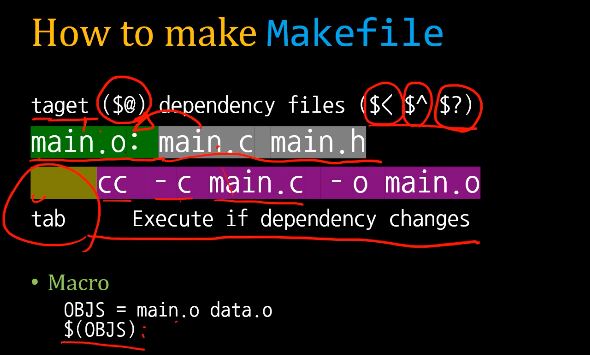 How to make Makefile
taget ($@) dependency files ($< $^ $?)
main.o: main.c main.h
cc -c main.c -o main.o
tab Execute if dependency changes
• Macro
OBJS = main.o data.o
$(OBJS)